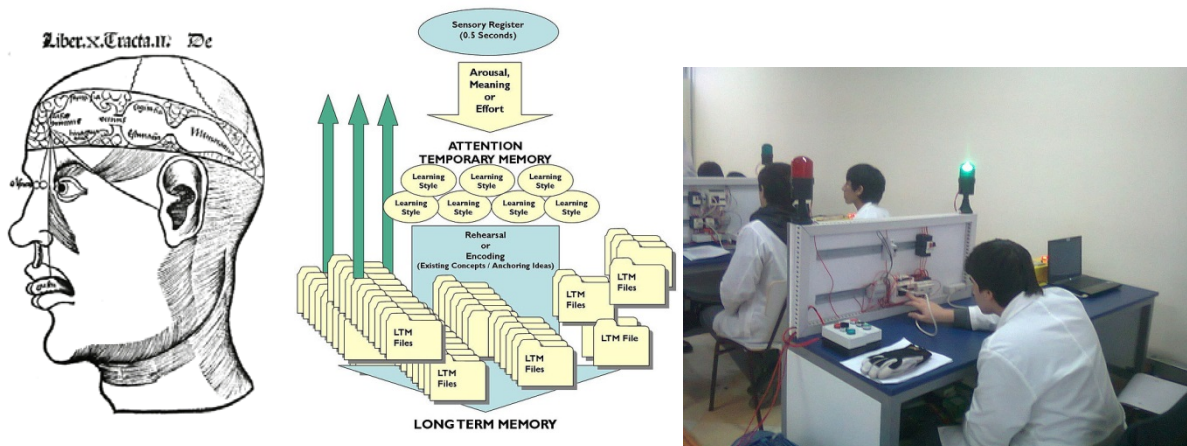 Liber.x.Tracta.II. De
Sensory Register
(0.5 Seconds)
Arousal,
Meaning
or
Effort
ATTENTION
TEMPORARY MEMORY
Learning
Style
Learning
Style
Learning
Style
Learning
Style
Learning
Style
Learning
Style
Learning
Style
Rehearsal
or
Encoding
(Existing Concepts / Anchoring Ideas)
LTM
Files
LTM
Files
LTM
Files
LTM
Files
LTM
Files
LTM File
LONG TERM MEMORY